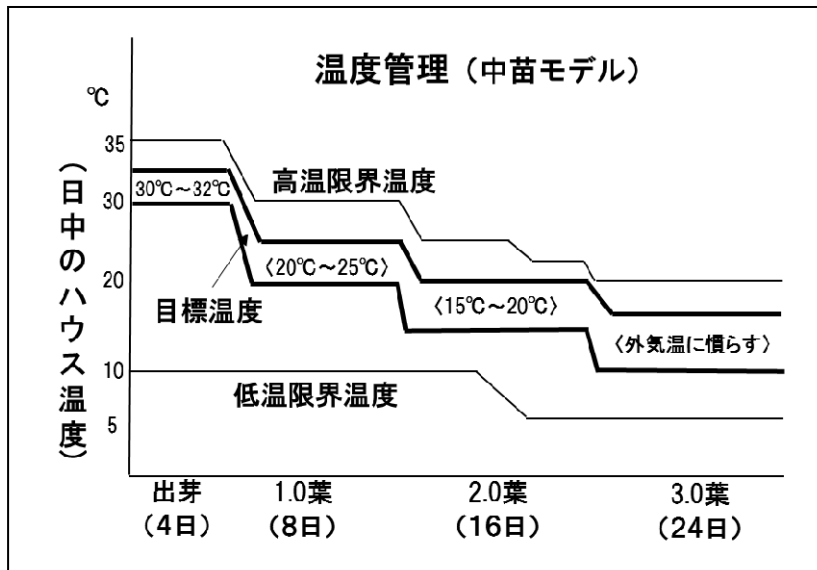 温度管理（中苗モデル）
℃
（日中のハウス温度）
35
30
20
10
5
高温限界温度
30℃～32℃
〈20℃～25℃〉
目標温度
〈15℃～20℃〉
〈外気温に慣らす〉
低温限界温度
出芽
（4日）
1.0葉
（8日）
2.0葉
（16日）
3.0葉
（24日）